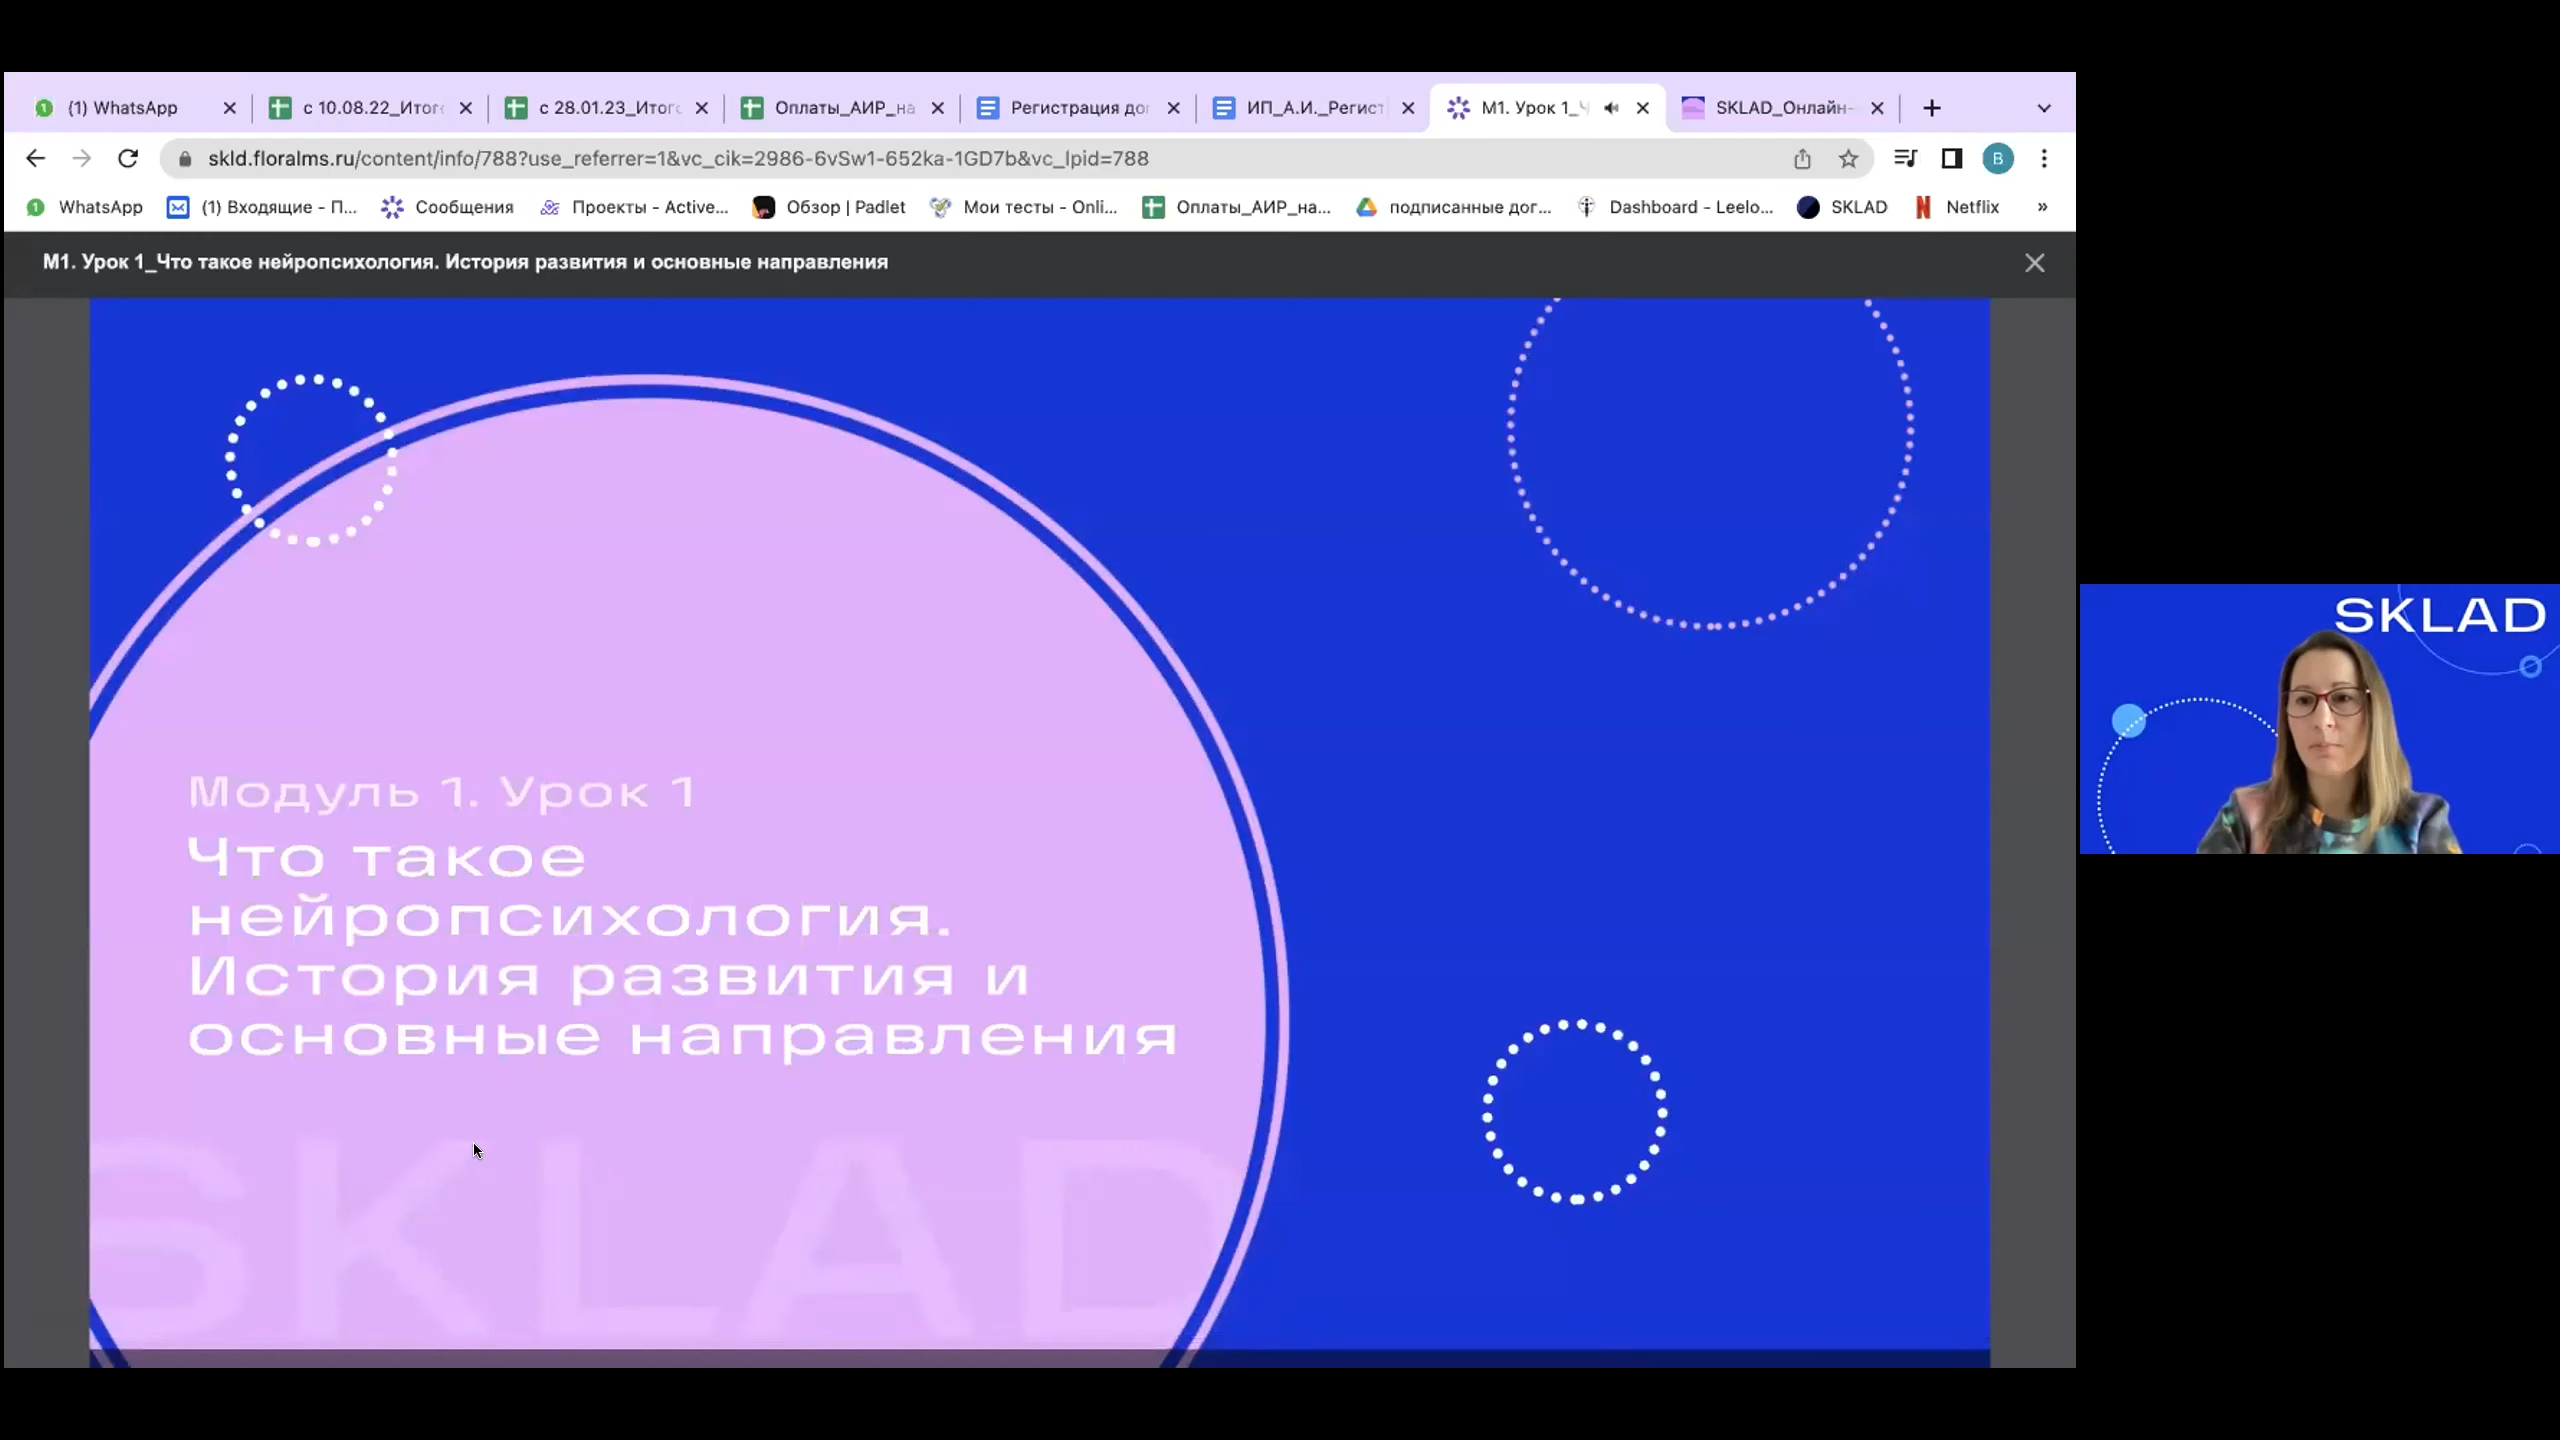 (1) WhatsApp
с 10.08.22_Итог
с 28.01.23_Итог
Оплаты_АИР_на
Регистрация до
ИП_А.И._Регист
М1. Урок 1_Ч
SKLAD_Онлайн-
skld.floralms.ru/content/info/788?use_referrer=1&vc_cik=2986-6vSw1-652ka-1GD7b&vc_lpid=788
B
WhatsApp
(1) Входящие - П...
Сообщения
Проекты - Active...
Обзор | Padlet
Мои тесты - Onli...
Оплаты_АИР_на...
подписанные дог...
Dashboard - Leelo...
SKLAD
Netflix
»
М1. Урок 1_Что такое нейропсихология. История развития и основные направления
Модуль 1. Урок 1
Что такое
нейропсихология.
История развития и
основные направления
SKLAD
SKLAD